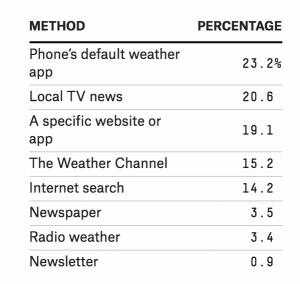 METHOD PERCENTAGE
Phone's default weather
app 23.2%
Local TV news 20.6
A specific website or
app 19.1
The Weather Channel 15.2
Internet search 14.2
Newspaper 3.5
Radio weather 3.4
Newsletter 0.9